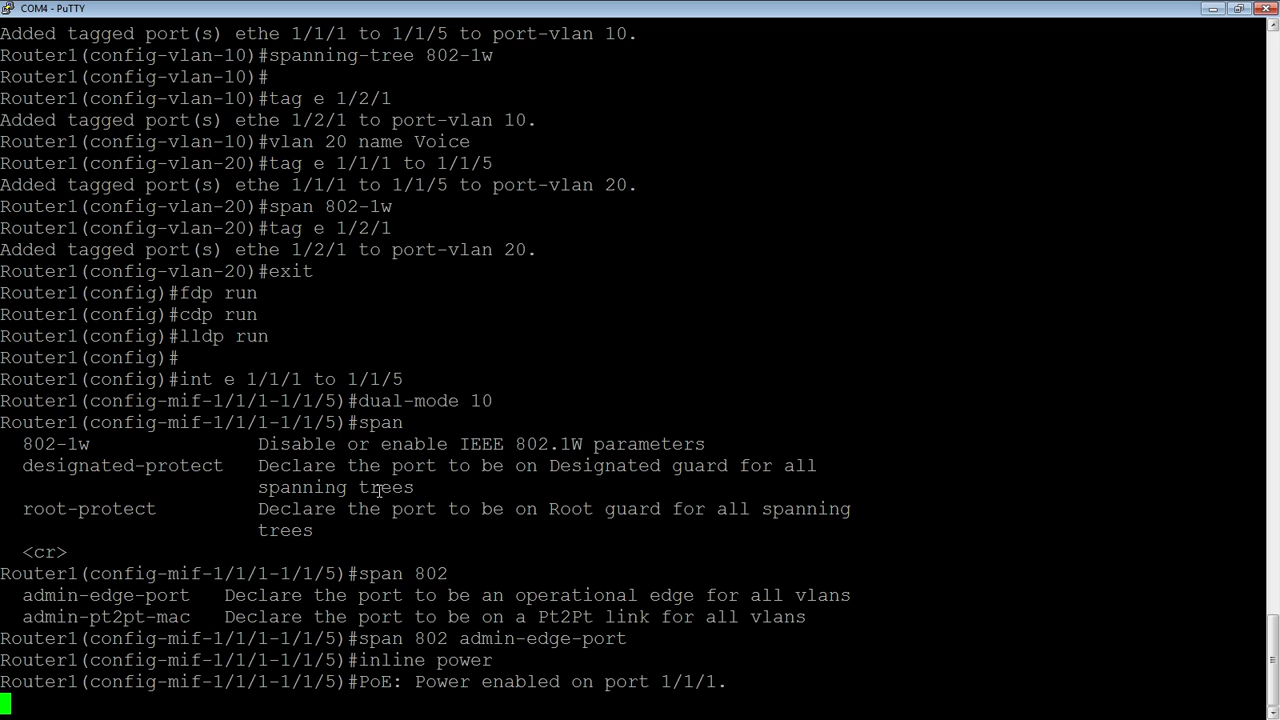 COM4 - PuTTY
Added tagged port(s) ethe 1/1/1 to 1/1/5 to port-vlan 10.
Router1(config-vlan-10)#spanning-tree 802-1w
Router1(config-vlan-10)#
Router1(config-vlan-10)#tag e 1/2/1
Added tagged port(s) ethe 1/2/1 to port-vlan 10.
Router1(config-vlan-10)#vlan 20 name Voice
Router1(config-vlan-20)#tag e 1/1/1 to 1/1/5
Added tagged port(s) ethe 1/1/1 to 1/1/5 to port-vlan 20.
Router1(config-vlan-20)#span 802-1w
Router1(config-vlan-20)#tag e 1/2/1
Added tagged port(s) ethe 1/2/1 to port-vlan 20.
Router1(config-vlan-20)#exit
Router1(config)#fdp run
Router1(config)#cdp run
Router1(config)#lldp run
Router1(config)#
Router1(config)#int e 1/1/1 to 1/1/5
Router1(config-mif-1/1/1-1/1/5)#dual-mode 10
Router1(config-mif-1/1/1-1/1/5)#span
  802-1w               Disable or enable IEEE 802.1W parameters
  designated-protect   Declare the port to be on Designated guard for all
                       spanning trees
  root-protect         Declare the port to be on Root guard for all spanning
                       trees
  <cr>
Router1(config-mif-1/1/1-1/1/5)#span 802
  admin-edge-port   Declare the port to be an operational edge for all vlans
  admin-pt2pt-mac   Declare the port to be on a Pt2Pt link for all vlans
Router1(config-mif-1/1/1-1/1/5)#span 802 admin-edge-port
Router1(config-mif-1/1/1-1/1/5)#inline power
Router1(config-mif-1/1/1-1/1/5)#PoE: Power enabled on port 1/1/1.